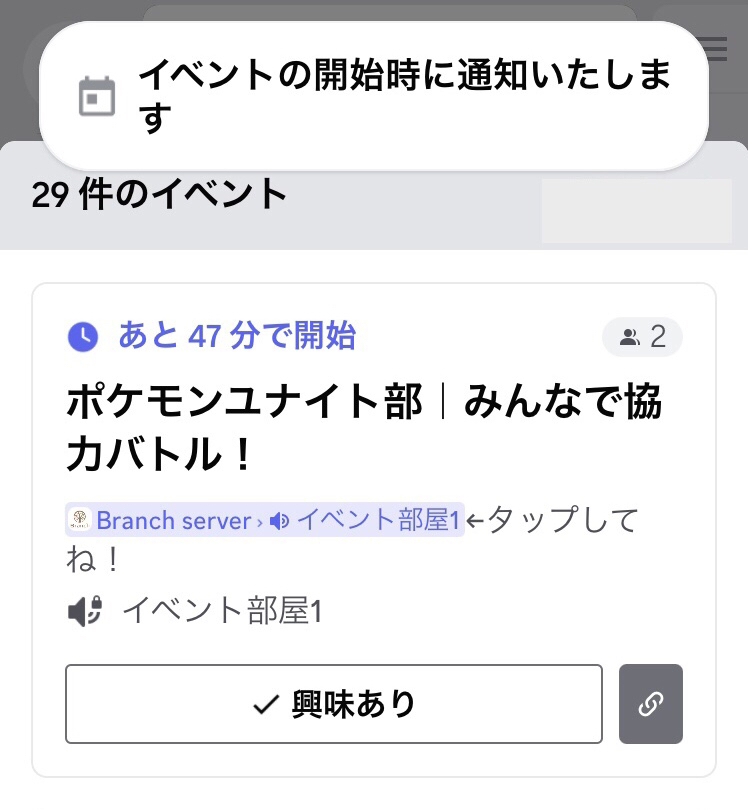 イベントの開始時に通知いたしま
す
29 件のイベント
あと 47 分で開始
2
ポケモンユナイト部｜みんなで協
力バトル！
Branch server › イベント部屋1←タップして
ね！
イベント部屋1
✓ 興味あり